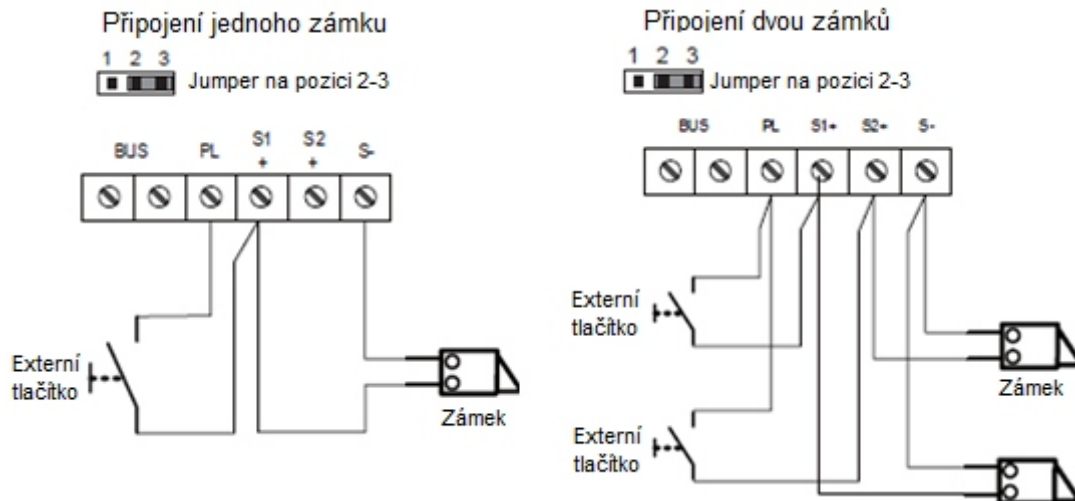 Připojení jednoho zámku
1 2 3
Jumper na pozici 2-3
BUS PL S1 + S2 + S-
Externí
tlačítko
Zámek
Připojení dvou zámků
1 2 3
Jumper na pozici 2-3
BUS PL S1+ S2+ S-
Externí
tlačítko
Zámek
Externí
tlačítko